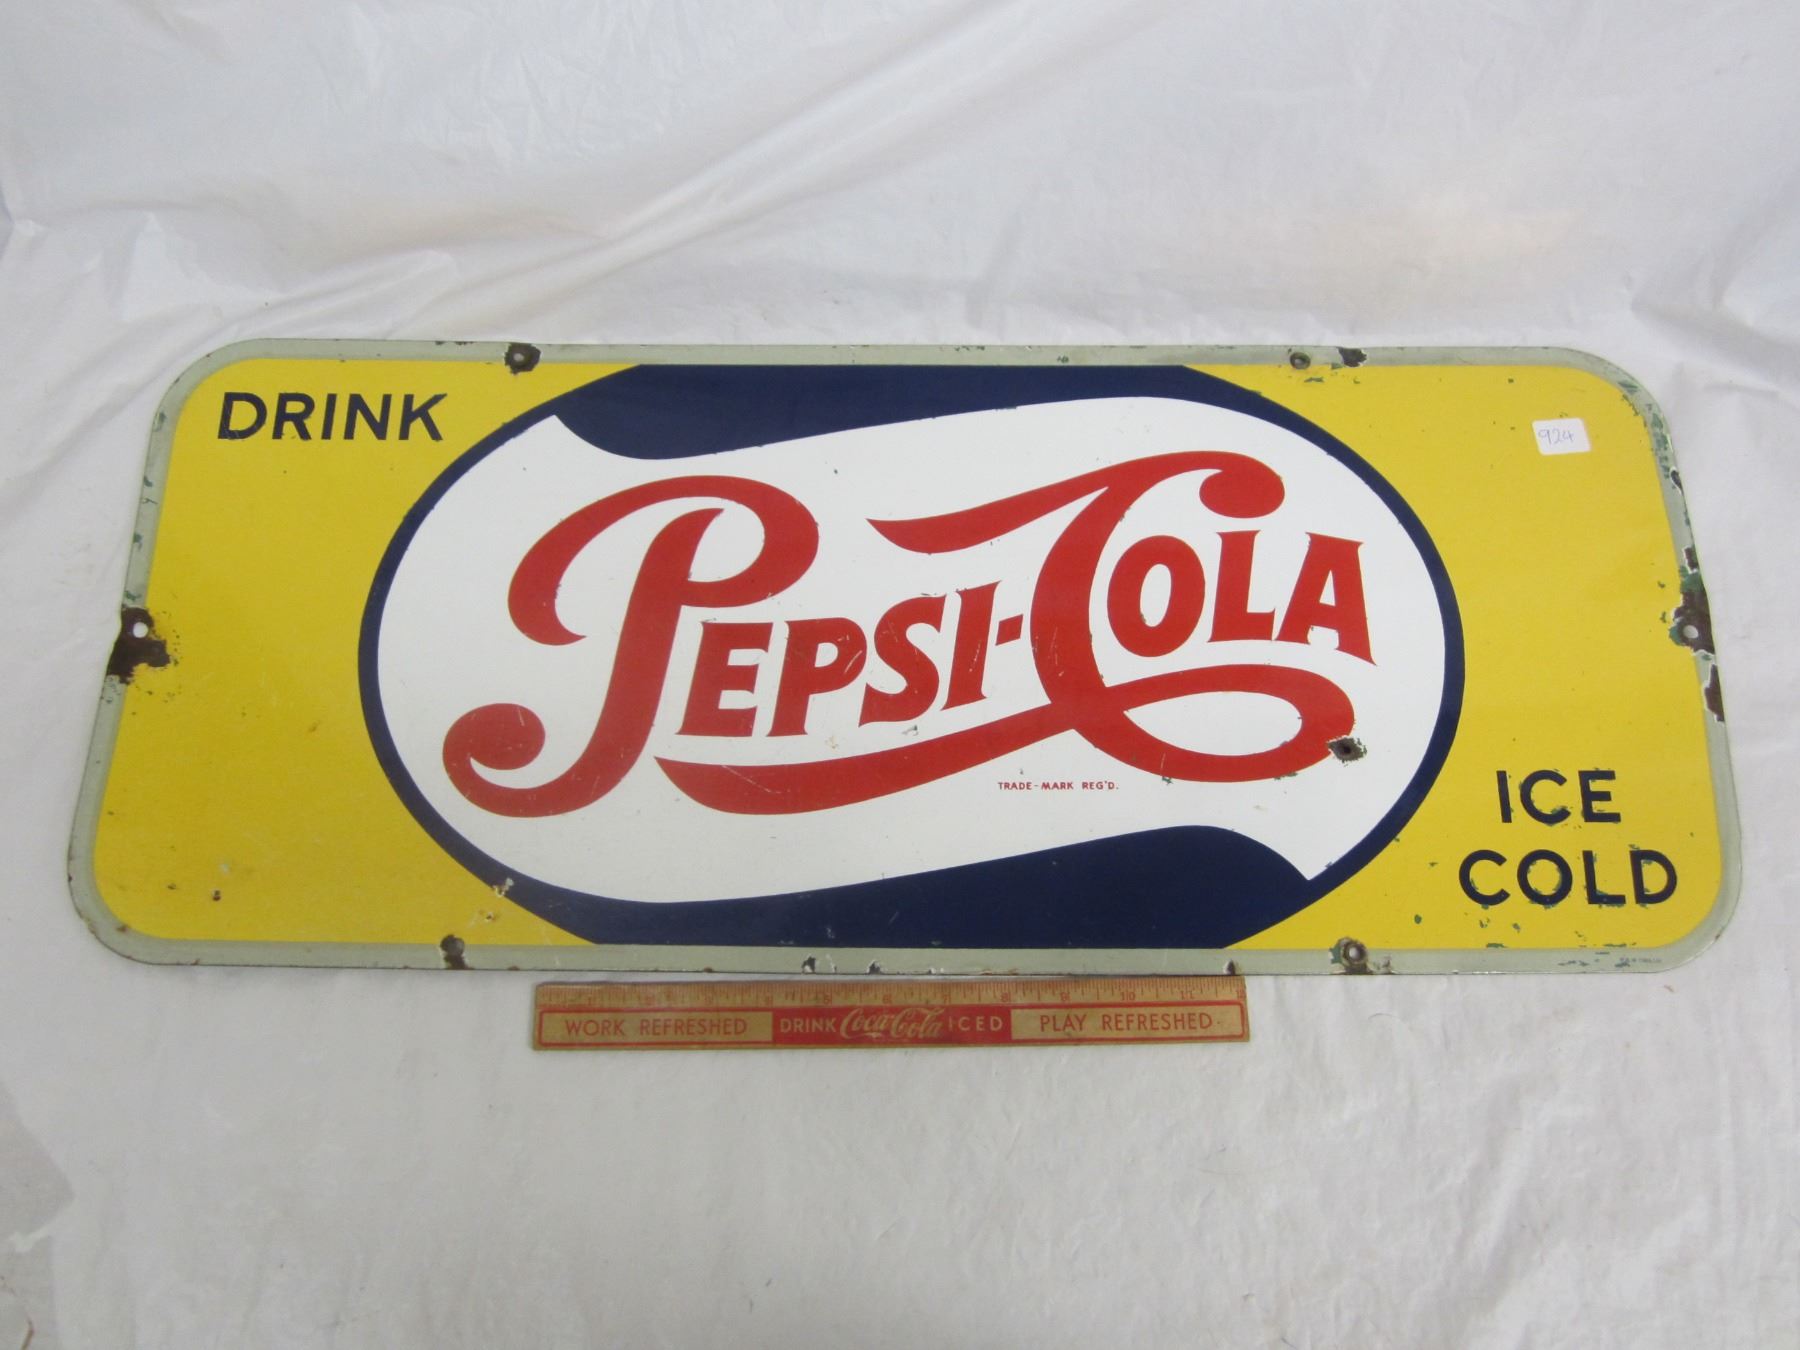 DRINK
924
PEPSI-COLA
TRADE-MARK REG'D.
ICE
COLD
WORK REFRESHED DRINK Coca-Cola ICED PLAY REFRESHED